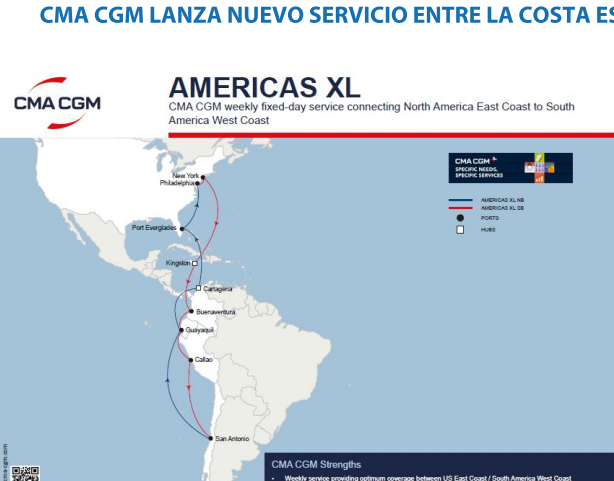 CMA CGM LANZA NUEVO SERVICIO ENTRE LA COSTA ES
CMA CGM
AMERICAS XL
CMA CGM weekly fixed-day service connecting North America East Coast to South
America West Coast
CMA CGM
SPECIFIC NEEDS,
SPECIFIC SERVICES
AMERICAS XL NB
AMERICAS XL SB
PORTS
HUBS
New York
Philadelphia
Port Everglades
Kingston
Cartagena
Buenaventura
Guayaquil
Callao
San Antonio
cma-cgm.com
CMA CGM Strengths
- Weekly service providing optimum coverage between US East Coast / South America West Coast